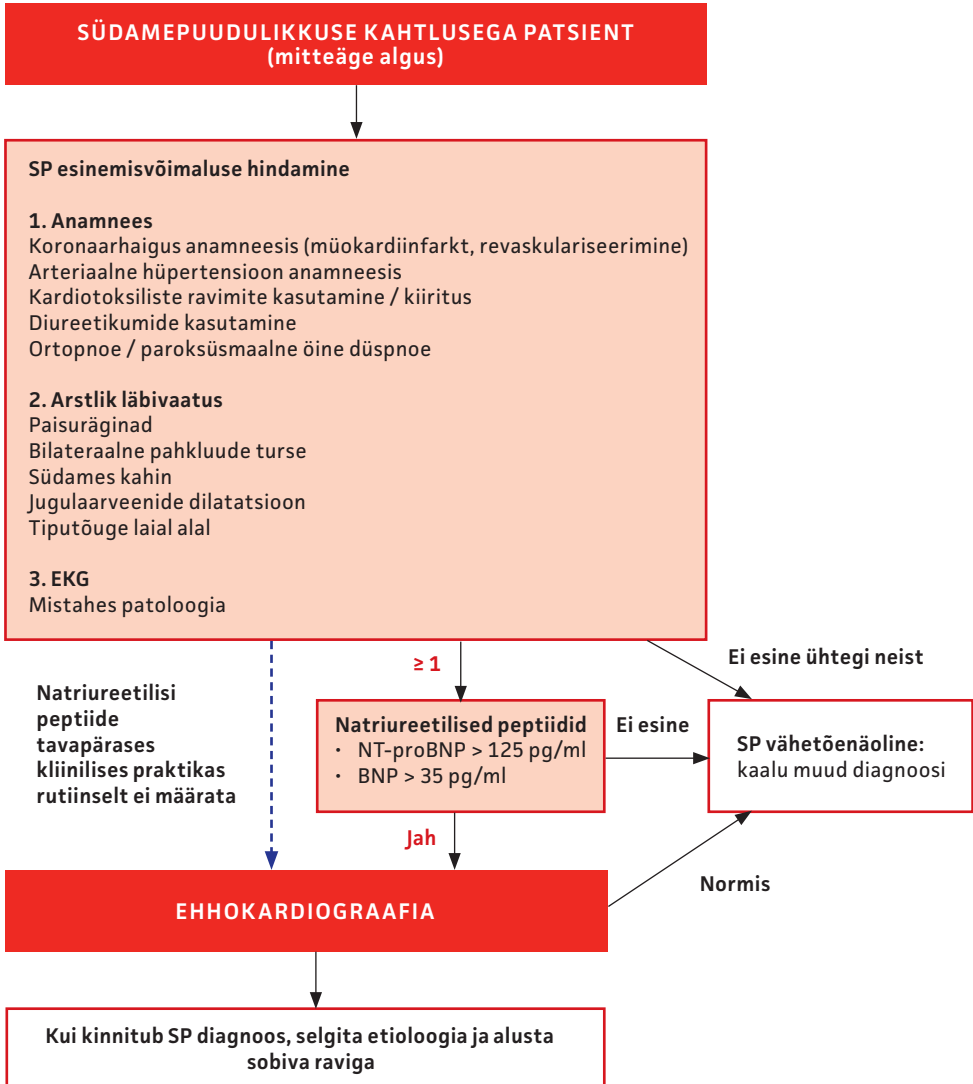 SÜDAMEPUUDULIKKUSE KAHTLUSEGA PATSIENT
(mitteäge algus)
SP esinemisvõimaluse hindamine
1. Anamnees
Koronaarhaigus anamneesis (müokardiinfarkt, revaskulariseerimine)
Arteriaalne hüpertensioon anamneesis
Kardiotoksiliste ravimite kasutamine / kiiritus
Diureetikumide kasutamine
Ortopnoe / paroksüsmaalne öine düspnoe
2. Arstlik läbivaatus
Paisuräginad
Bilateraalne pahkluude turse
Südames kahin
Jugulaarveenide dilatatsioon
Tiputõuge laial alal
3. EKG
Mistahes patoloogia
≥ 1
Ei esine ühtegi neist
Natriureetilisi
peptiide
tavapärases
kliinilises praktikas
rutiinselt ei määrata
Natriureetilised peptiidid
• NT-proBNP > 125 pg/ml
• BNP > 35 pg/ml
Ei esine
SP vähetõenäoline:
kaalu muud diagnoosi
Jah
Normis
EHHOKARDIOGRAAFIA
Kui kinnitub SP diagnoos, selgita etioloogia ja alusta
sobiva raviga